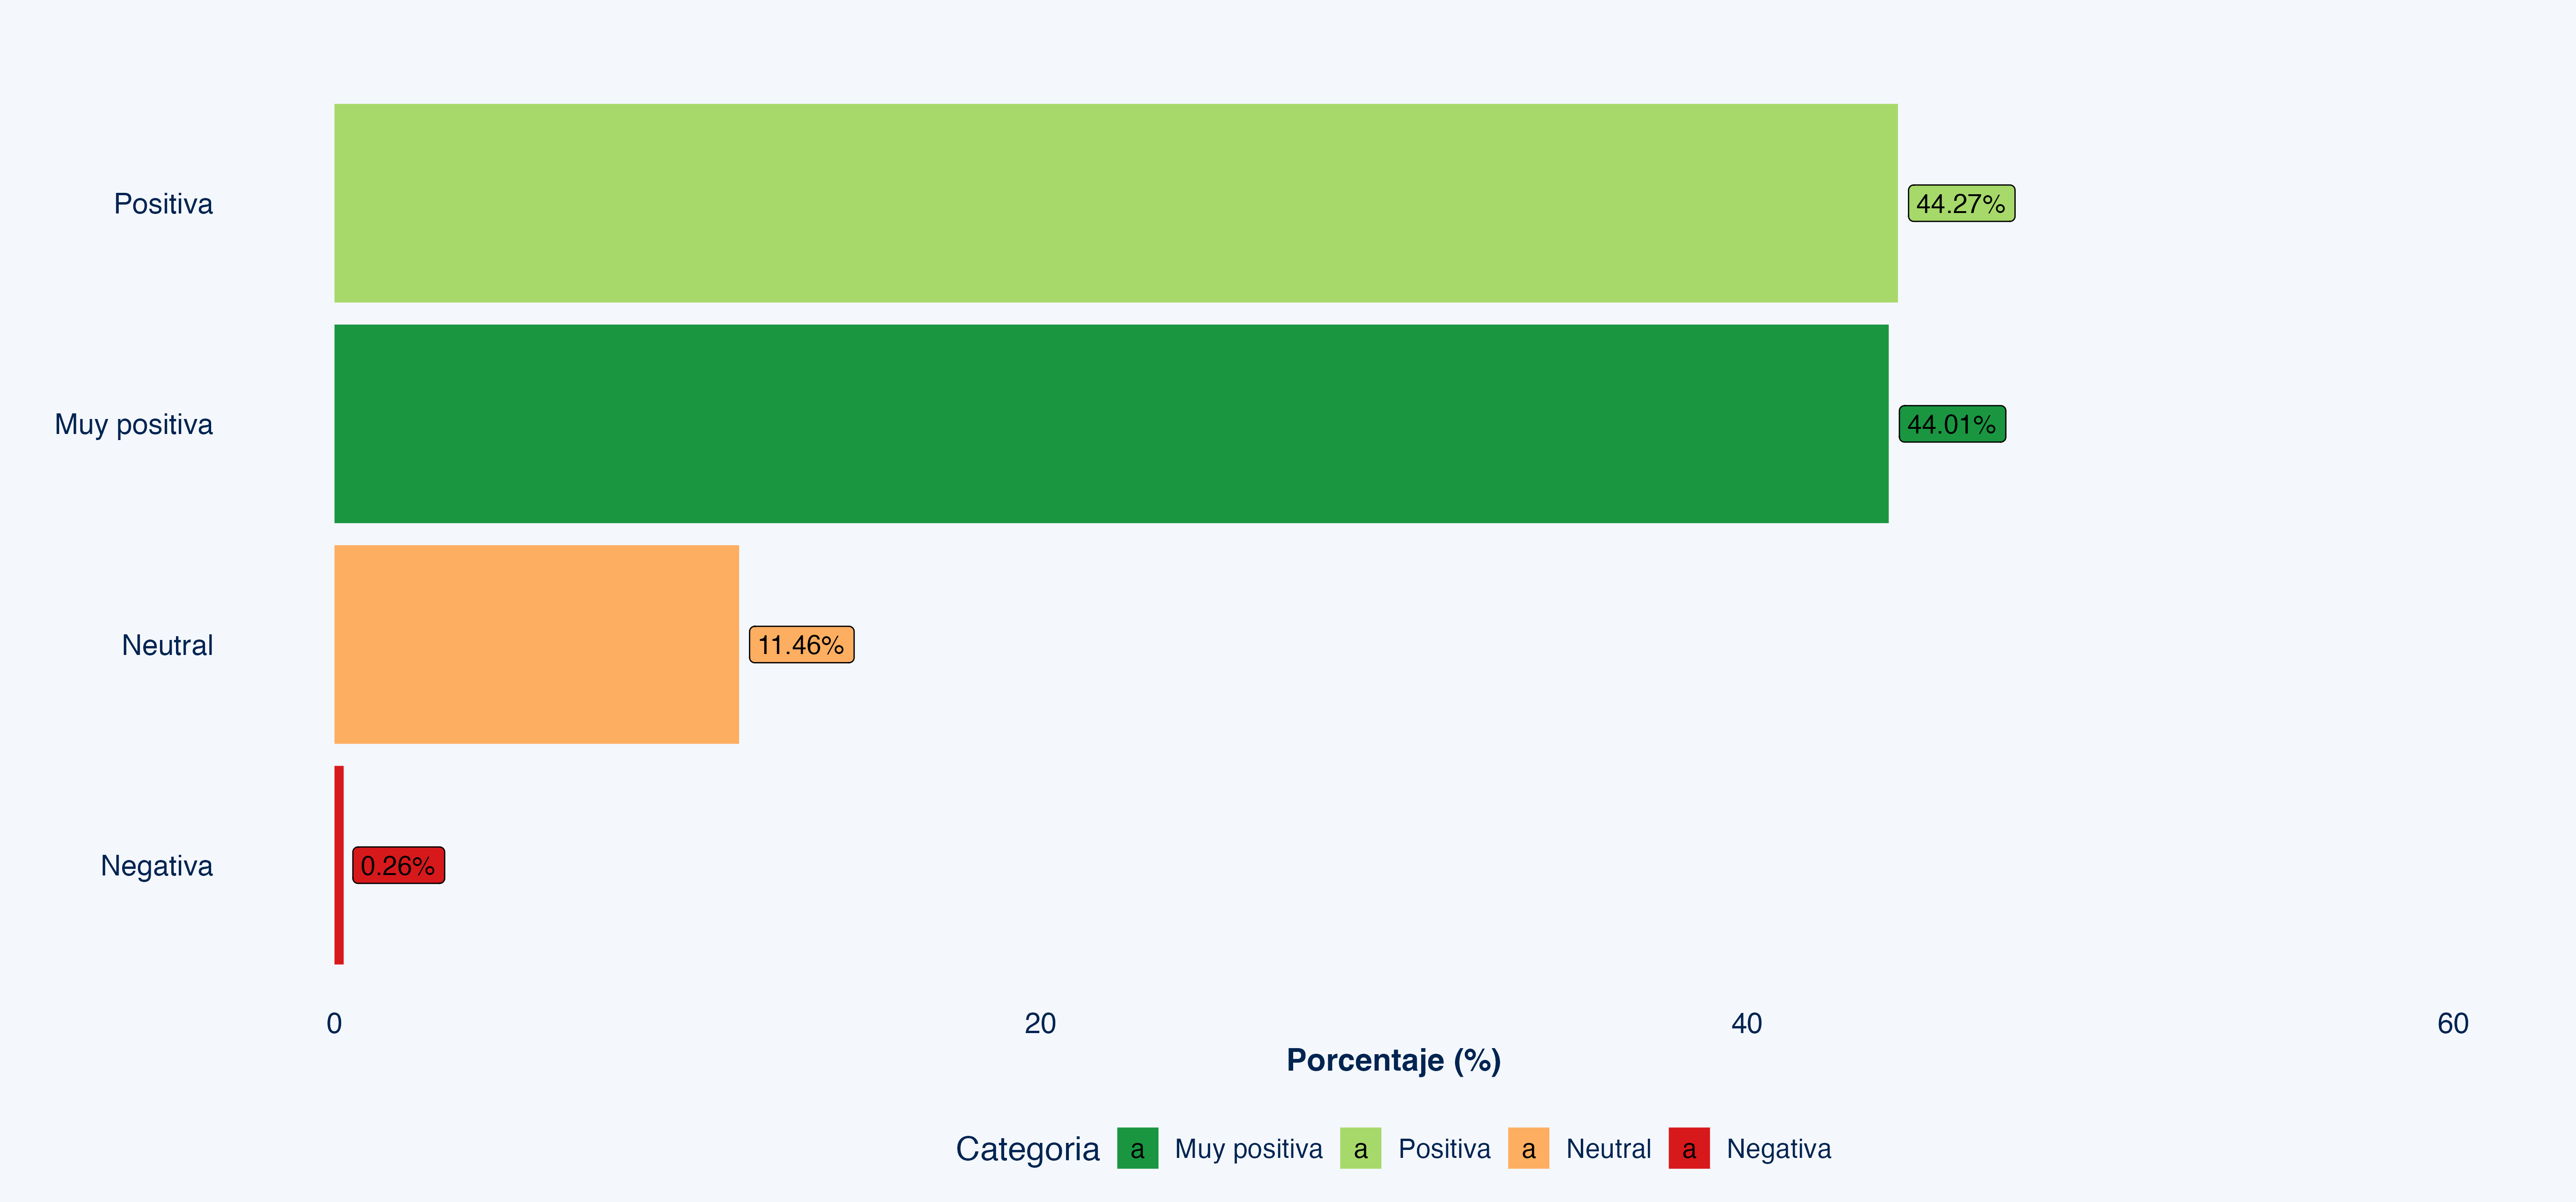 Positiva
44.27%
Muy positiva
44.01%
Neutral
11.46%
Negativa
0.26%
0 20 40 60
Porcentaje (%)
Categoria a Muy positiva a Positiva a Neutral a Negativa